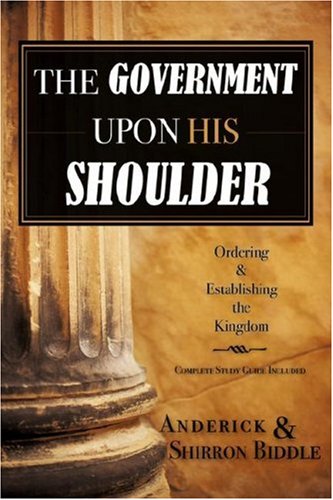 THE GOVERNMENT
UPON HIS
SHOULDER
Ordering
&
Establishing
the
Kingdom
COMPLETE STUDY GUIDE INCLUDED
ANDERICK &
SHIRRON BIDDLE